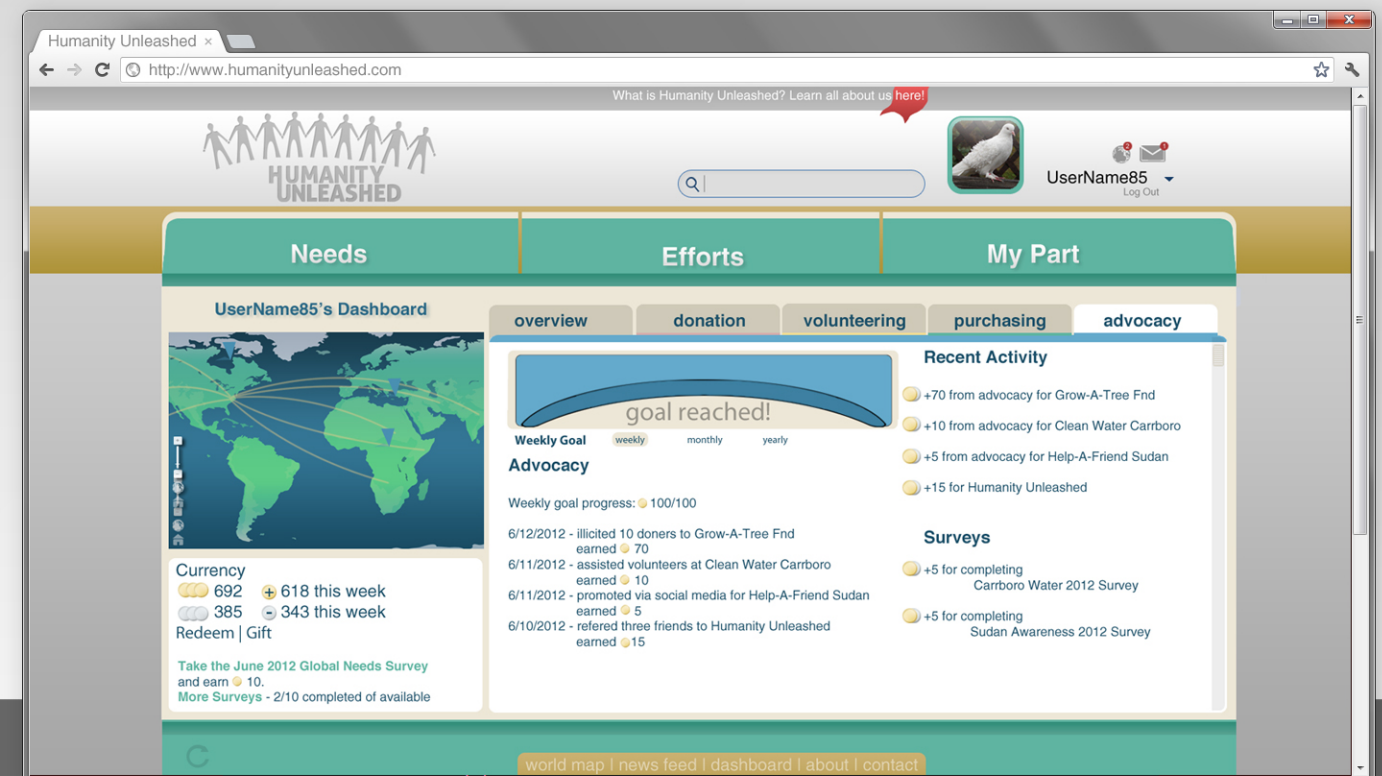 Humanity Unleashed ×
http://www.humanityunleashed.com
What is Humanity Unleashed? Learn all about us here!
HUMANITY
UNLEASHED
2
1
UserName85
Log Out
Needs
Efforts
My Part
UserName85's Dashboard
overview
donation
volunteering
purchasing
advocacy
goal reached!
Weekly Goal
weekly
monthly
yearly
Advocacy
Weekly goal progress: 100/100
6/12/2012 - illicited 10 doners to Grow-A-Tree Fnd
earned 70
6/11/2012 - assisted volunteers at Clean Water Carrboro
earned 10
6/11/2012 - promoted via social media for Help-A-Friend Sudan
earned 5
6/10/2012 - refered three friends to Humanity Unleashed
earned 15
Recent Activity
+70 from advocacy for Grow-A-Tree Fnd
+10 from advocacy for Clean Water Carrboro
+5 from advocacy for Help-A-Friend Sudan
+15 for Humanity Unleashed
Surveys
+5 for completing
Carrboro Water 2012 Survey
+5 for completing
Sudan Awareness 2012 Survey
Currency
692 + 618 this week
385 - 343 this week
Redeem | Gift
Take the June 2012 Global Needs Survey
and earn 10.
More Surveys - 2/10 completed of available
world map | news feed | dashboard | about | contact